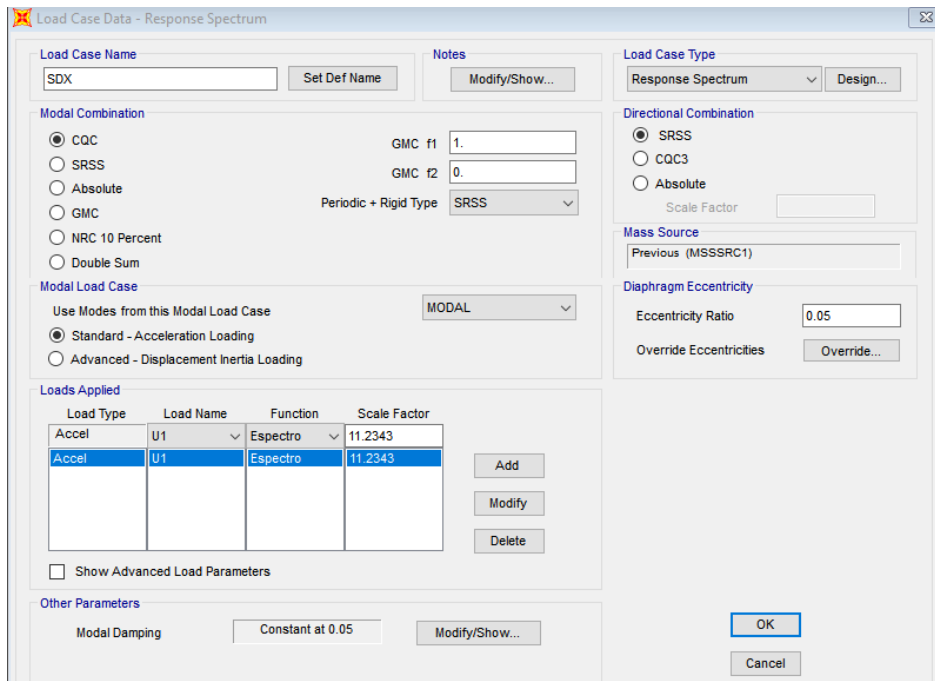 Load Case Data - Response Spectrum
Load Case Name
SDX
Set Def Name
Notes
Modify/Show...
Load Case Type
Response Spectrum
Design...
Modal Combination
CQC
SRSS
Absolute
GMC
NRC 10 Percent
Double Sum
GMC f1 1.
GMC f2 0.
Periodic + Rigid Type SRSS
Directional Combination
SRSS
CQC3
Absolute
Scale Factor
Mass Source
Previous (MSSSRC1)
Modal Load Case
Use Modes from this Modal Load Case MODAL
Standard - Acceleration Loading
Advanced - Displacement Inertia Loading
Diaphragm Eccentricity
Eccentricity Ratio 0.05
Override Eccentricities Override...
Loads Applied
Load Type Load Name Function Scale Factor
Accel U1 Espectro 11.2343
Accel U1 Espectro 11.2343
Add
Modify
Delete
Show Advanced Load Parameters
Other Parameters
Modal Damping Constant at 0.05 Modify/Show...
OK
Cancel